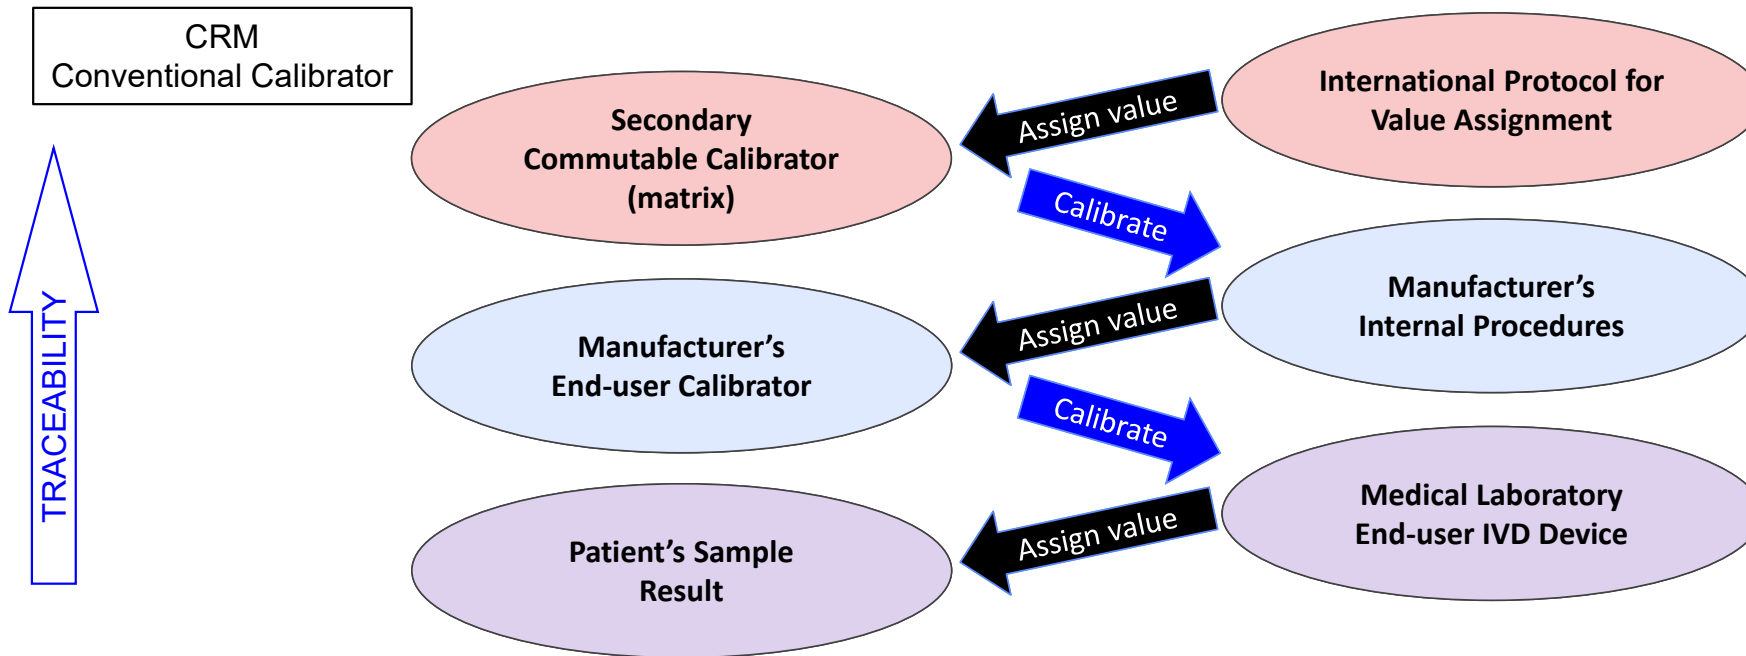 CRM
Conventional Calibrator
International Protocol for
Value Assignment
Assign value
Secondary
Commutable Calibrator
(matrix)
Calibrate
Manufacturer’s
Internal Procedures
Assign value
Manufacturer’s
End-user Calibrator
Calibrate
Medical Laboratory
End-user IVD Device
Assign value
Patient’s Sample
Result
TRACEABILITY